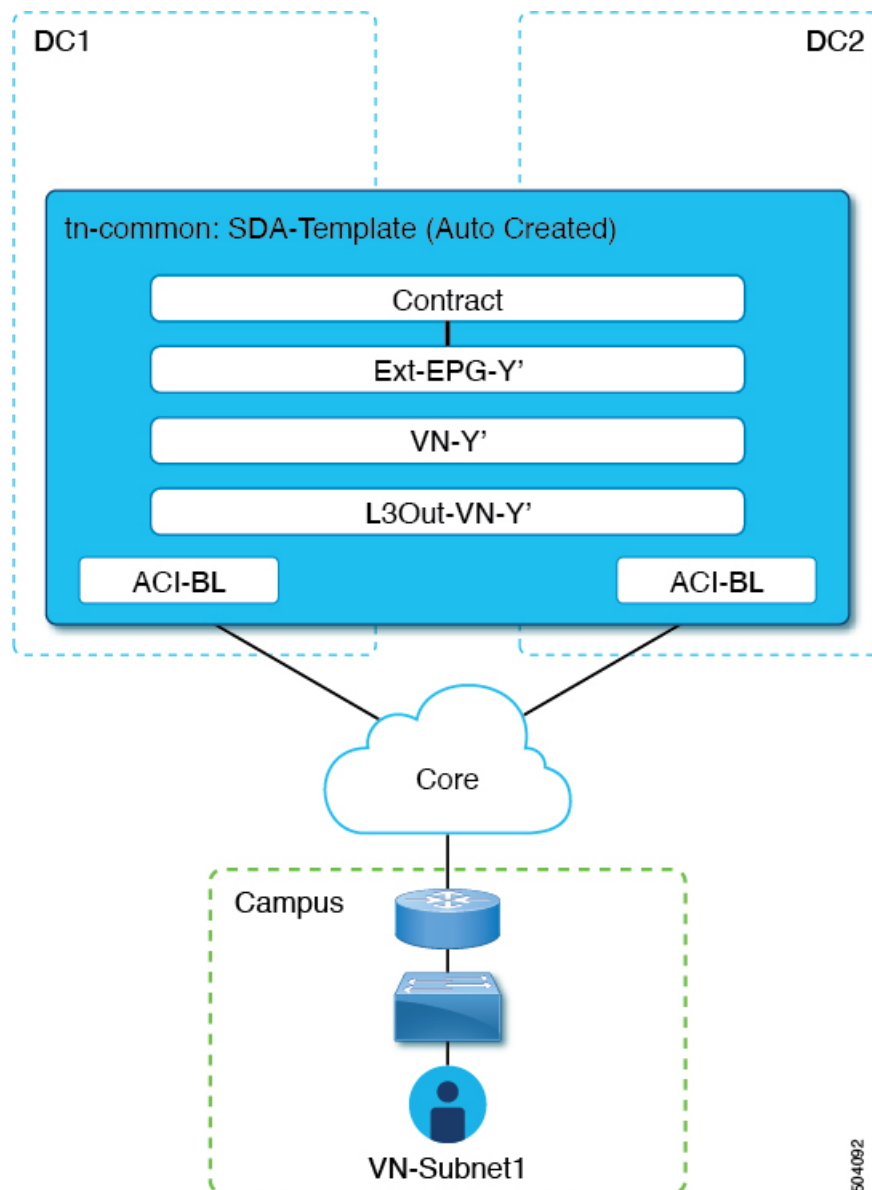 DC1
DC2
tn-common: SDA-Template (Auto Created)
Contract
Ext-EPG-Y’
VN-Y’
L3Out-VN-Y’
ACI-BL
ACI-BL
Core
Campus
VN-Subnet1
504092